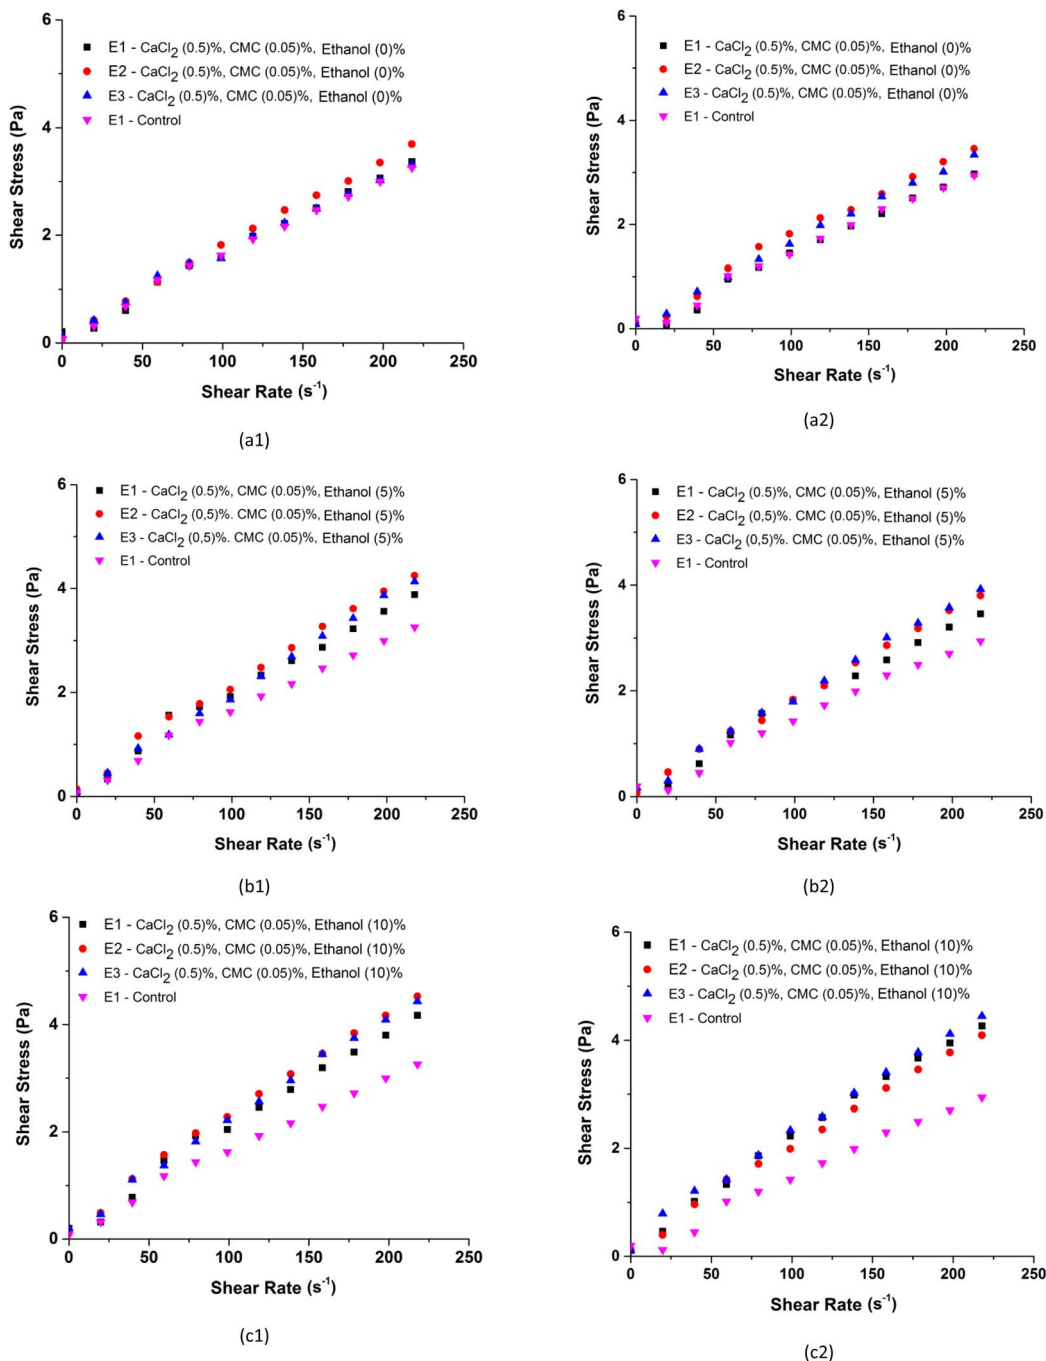 6
4
2
0
Shear Stress (Pa)
E1 - CaCl2 (0.5)%, CMC (0.05)%, Ethanol (0)%
E2 - CaCl2 (0.5)%, CMC (0.05)%, Ethanol (0)%
E3 - CaCl2 (0.5)%, CMC (0.05)%, Ethanol (0)%
E1 - Control
0 50 100 150 200 250
Shear Rate (s-1)
(a1)
6
4
2
0
Shear Stress (Pa)
E1 - CaCl2 (0.5)%, CMC (0.05)%, Ethanol (0)%
E2 - CaCl2 (0.5)%, CMC (0.05)%, Ethanol (0)%
E3 - CaCl2 (0.5)%, CMC (0.05)%, Ethanol (0)%
E1 - Control
0 50 100 150 200 250
Shear Rate (s-1)
(a2)
6
4
2
0
Shear Stress (Pa)
E1 - CaCl2 (0.5)%, CMC (0.05)%, Ethanol (5)%
E2 - CaCl2 (0,5)%. CMC (0.05)%, Ethanol (5)%
E3 - CaCl2 (0,5)%. CMC (0.05)%, Ethanol (5)%
E1 - Control
0 50 100 150 200 250
Shear Rate (s-1)
(b1)
6
4
2
0
Shear Stress (Pa)
E1 - CaCl2 (0.5)%, CMC (0.05)%, Ethanol (5)%
E2 - CaCl2 (0,5)%. CMC (0.05)%, Ethanol (5)%
E3 - CaCl2 (0,5)%. CMC (0.05)%, Ethanol (5)%
E1 - Control
0 50 100 150 200 250
Shear Rate (s-1)
(b2)
6
4
2
0
Shear Stress (Pa)
E1 - CaCl2 (0.5)%, CMC (0.05)%, Ethanol (10)%
E2 - CaCl2 (0.5)%, CMC (0.05)%, Ethanol (10)%
E3 - CaCl2 (0.5)%, CMC (0.05)%, Ethanol (10)%
E1 - Control
0 50 100 150 200 250
Shear Rate (s-1)
(c1)
6
4
2
0
Shear Stress (Pa)
E1 - CaCl2 (0.5)%, CMC (0.05)%, Ethanol (10)%
E2 - CaCl2 (0.5)%, CMC (0.05)%, Ethanol (10)%
E3 - CaCl2 (0.5)%, CMC (0.05)%, Ethanol (10)%
E1 - Control
0 50 100 150 200 250
Shear Rate (s-1)
(c2)